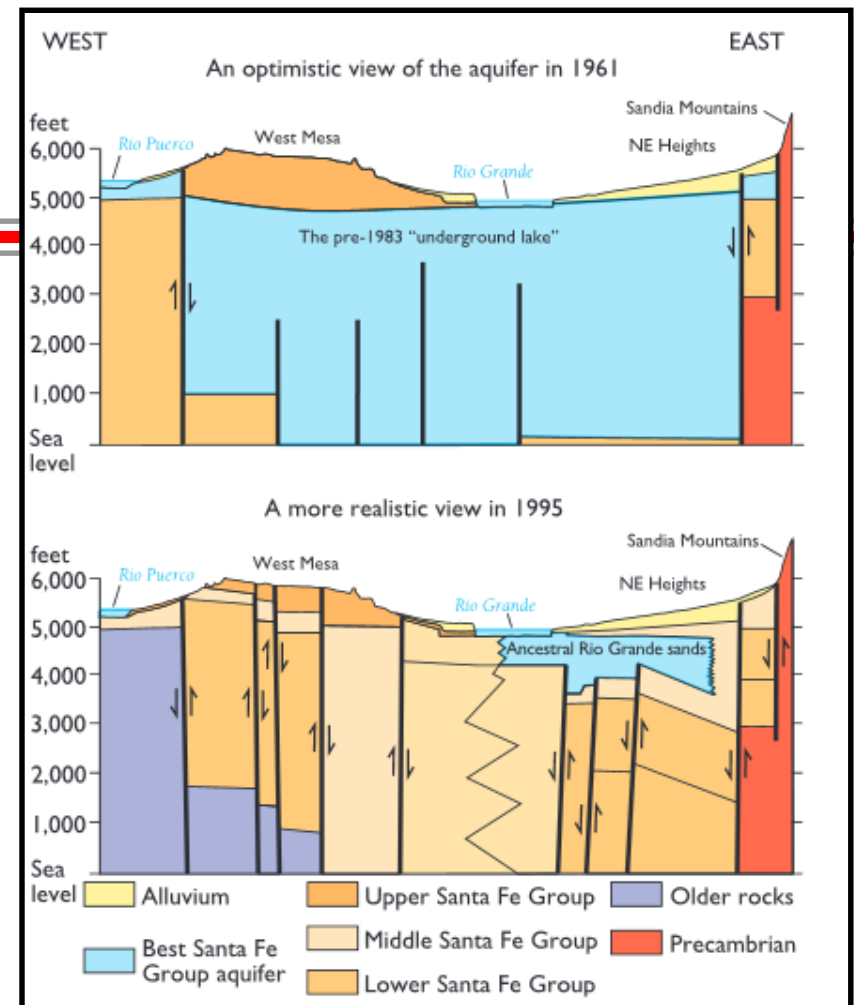 WEST
EAST
An optimistic view of the aquifer in 1961
Sandia Mountains
feet
Rio Puerco
West Mesa
NE Heights
6,000
Rio Grande
5,000
The pre-1983 “underground lake”
4,000
3,000
2,000
1,000
Sea
level
A more realistic view in 1995
Sandia Mountains
feet
Rio Puerco
West Mesa
NE Heights
6,000
Rio Grande
5,000
Ancestral Rio Grande sands
4,000
3,000
2,000
1,000
Sea
level
Alluvium
Upper Santa Fe Group
Older rocks
Best Santa Fe
Group aquifer
Middle Santa Fe Group
Precambrian
Lower Santa Fe Group